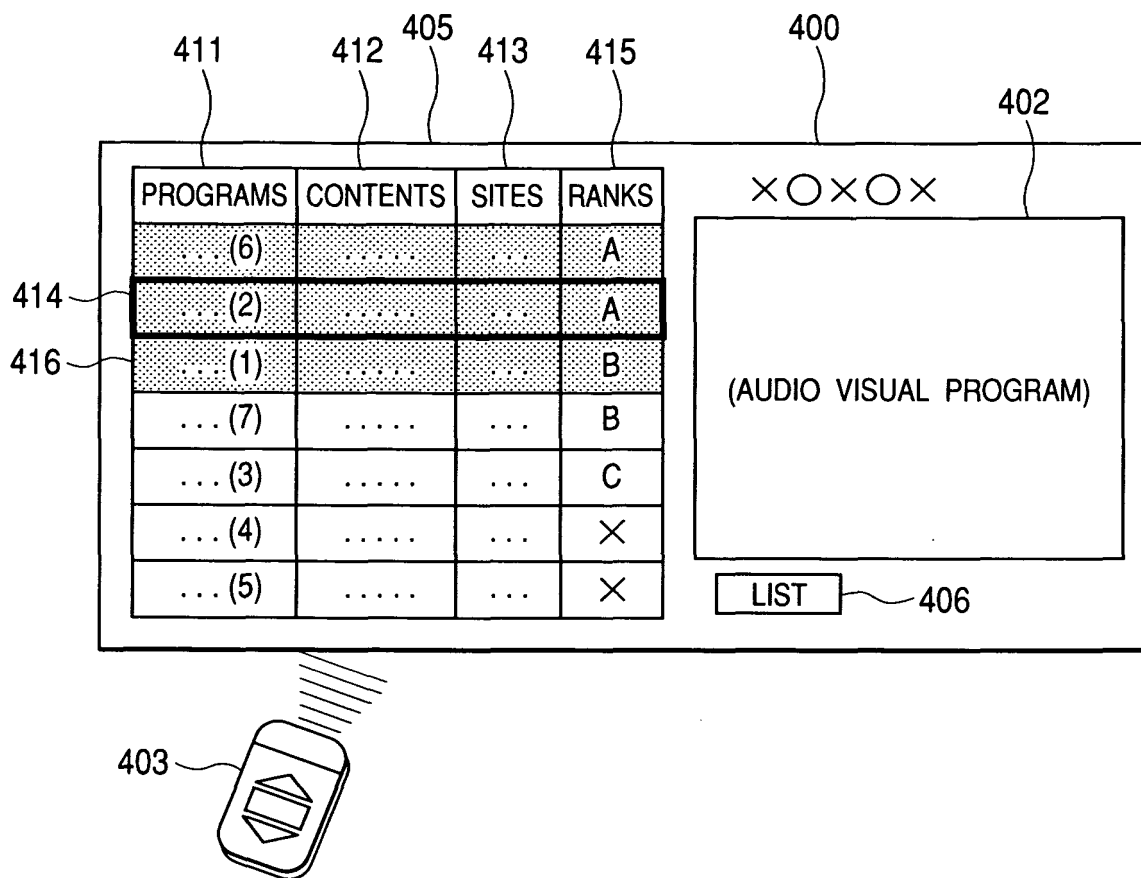 405 400
411 412 413 415
402
PROGRAMS CONTENTS SITES RANKS
×○×○×
... (6) ..... ... A
414 ... (2) ..... ... A
416 ... (1) ..... ... B
(AUDIO VISUAL PROGRAM)
... (7) ..... ... B
... (3) ..... ... C
... (4) ..... ... ×
... (5) ..... ... ×
LIST 406
403